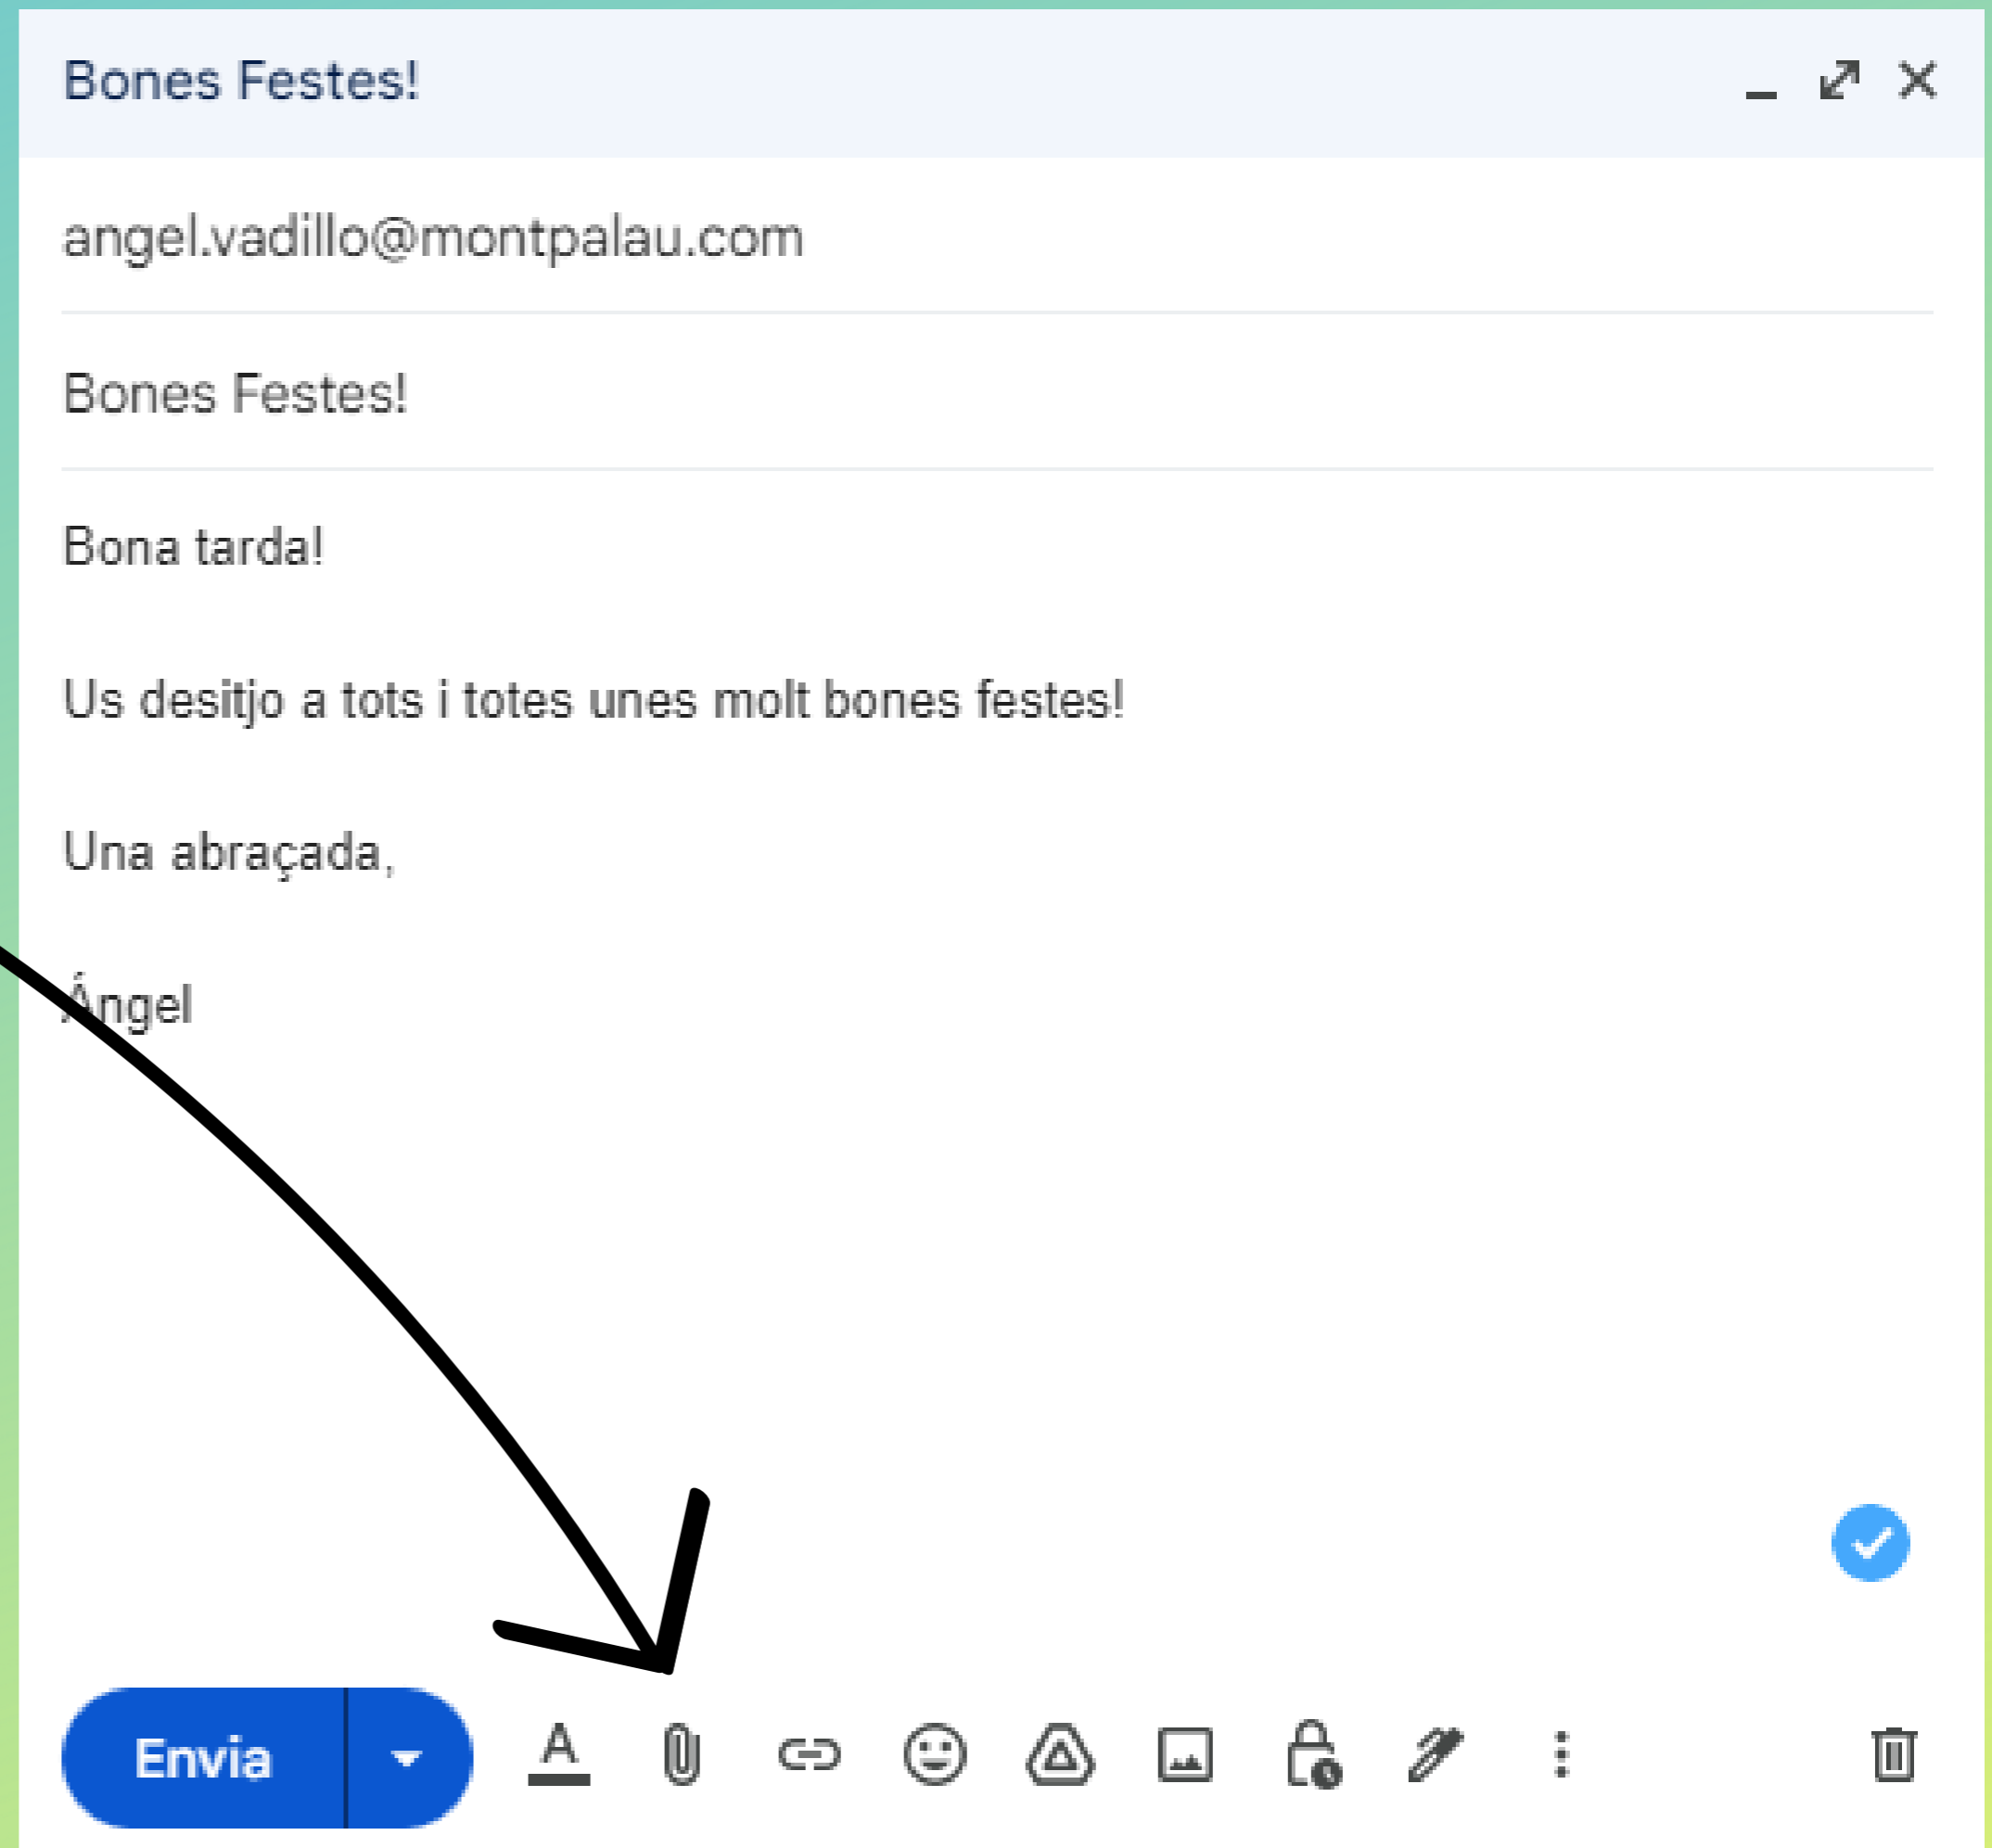 Bones Festes!
angel.vadillo@montpalau.com
Bones Festes!
Bona tarda!
Us desitjo a tots i totes unes molt bones festes!
Una abraçada,
Ángel
Envia